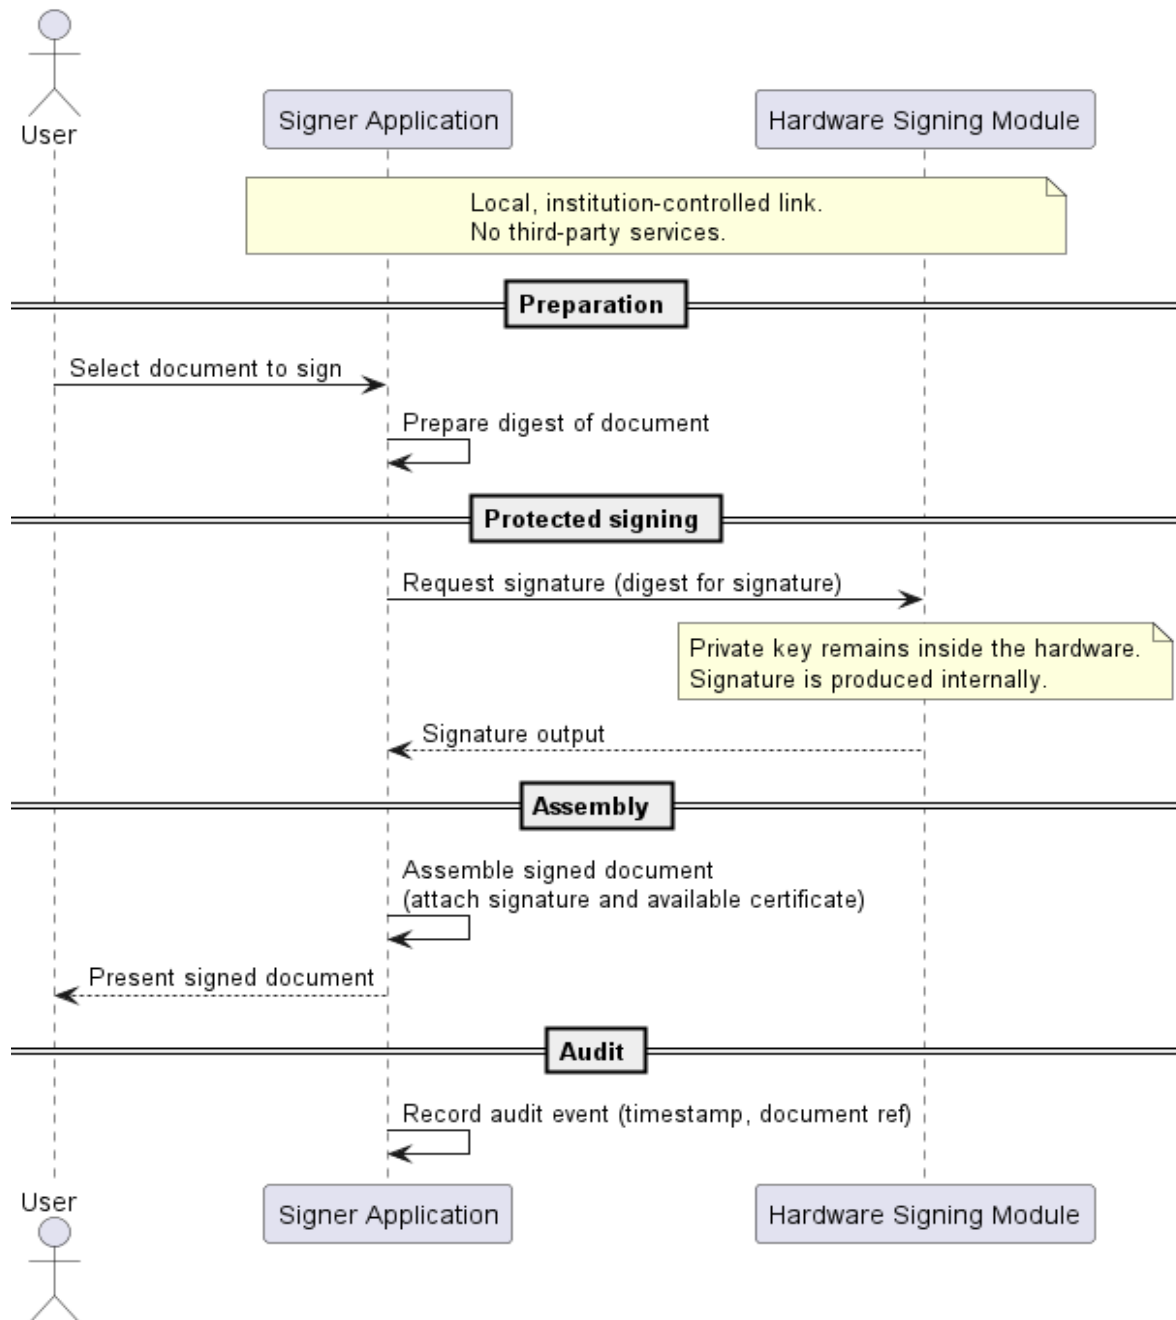 User
Signer Application
Hardware Signing Module
Local, institution-controlled link.
No third-party services.
Preparation
Select document to sign
Prepare digest of document
Protected signing
Request signature (digest for signature)
Private key remains inside the hardware.
Signature is produced internally.
Signature output
Assembly
Assemble signed document
(attach signature and available certificate)
Present signed document
Audit
Record audit event (timestamp, document ref)
User
Signer Application
Hardware Signing Module